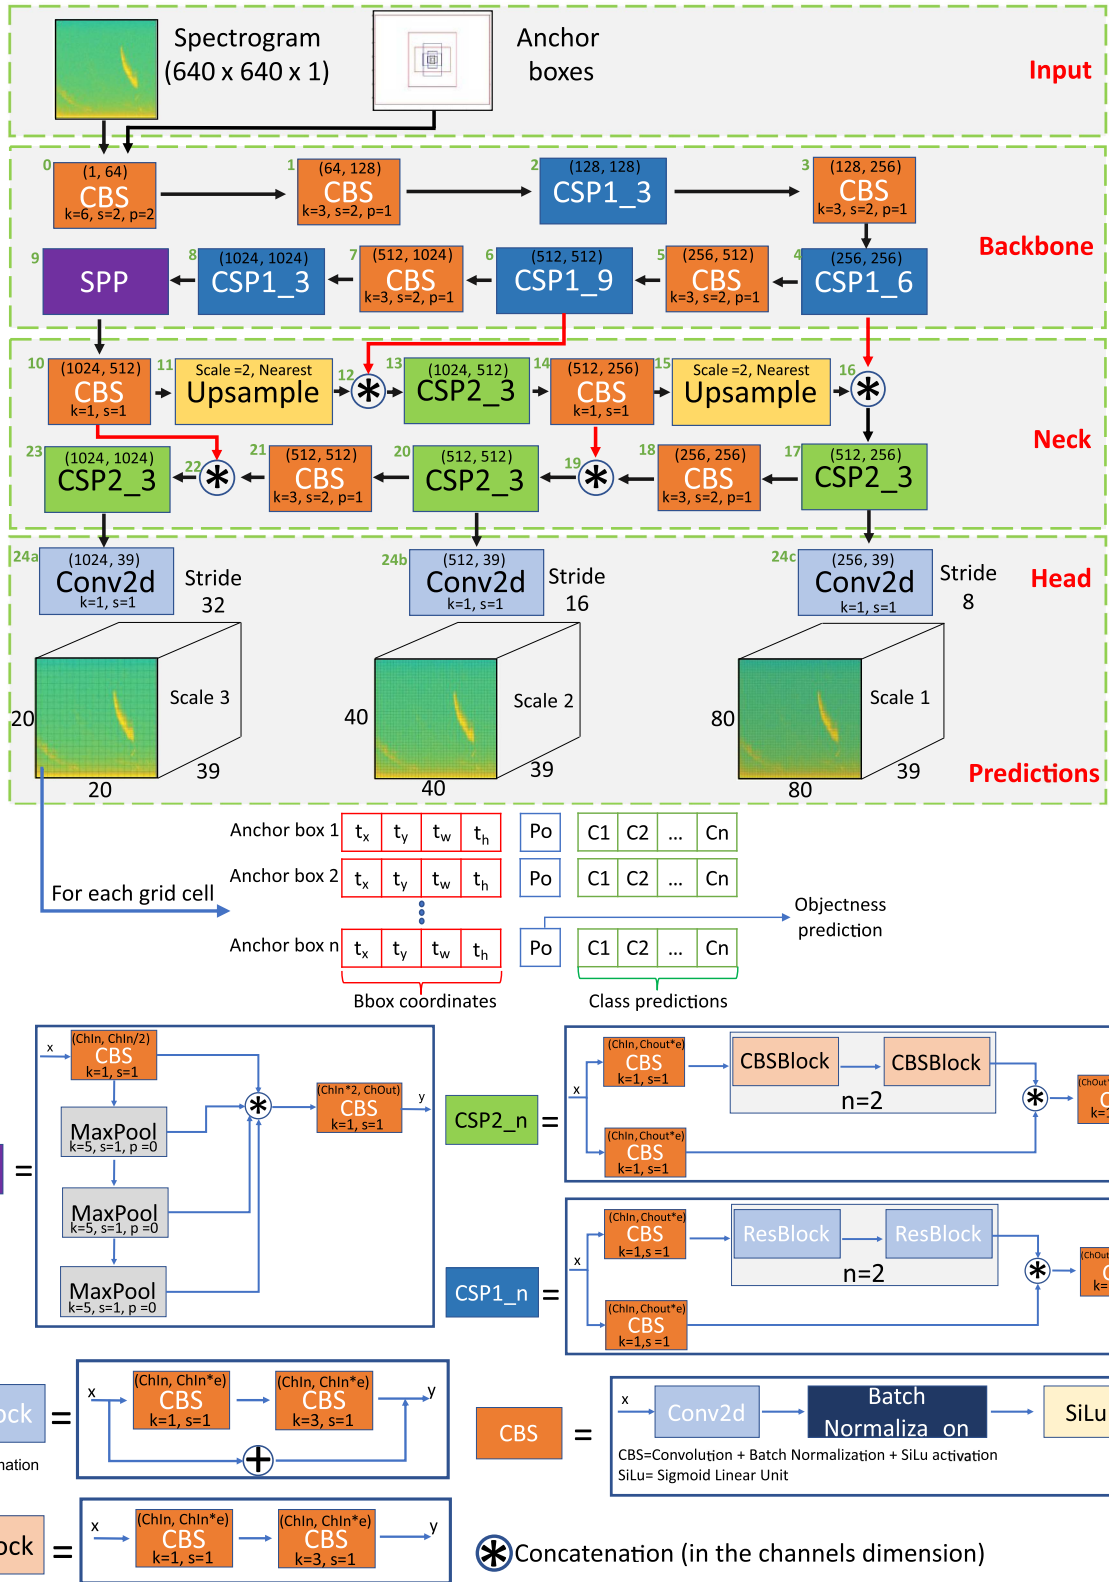 Spectrogram
(640 x 640 x 1)
Anchor
boxes
Input
0
(1, 64)
CBS
k=6, s=2, p=2
1
(64, 128)
CBS
k=3, s=2, p=1
2
(128, 128)
CSP1_3
3
(128, 256)
CBS
k=3, s=2, p=1
Backbone
9
SPP
8
(1024, 1024)
CSP1_3
7
(512, 1024)
CBS
k=3, s=2, p=1
6
(512, 512)
CSP1_9
5
(256, 512)
CBS
k=3, s=2, p=1
4
(256, 256)
CSP1_6
10
(1024, 512)
CBS
k=1, s=1
11
Scale =2, Nearest
Upsample
12
*
13
(1024, 512)
CSP2_3
14
(512, 256)
CBS
k=1, s=1
15
Scale =2, Nearest
Upsample
16
*
Neck
23
(1024, 1024)
CSP2_3
22
*
21
(512, 512)
CBS
k=3, s=2, p=1
20
(512, 512)
CSP2_3
19
*
18
(256, 256)
CBS
k=3, s=2, p=1
17
(512, 256)
CSP2_3
24a
(1024, 39)
Conv2d
k=1, s=1
Stride
32
24b
(512, 39)
Conv2d
k=1, s=1
Stride
16
24c
(256, 39)
Conv2d
k=1, s=1
Stride
8
Head
20
Scale 3
39
20
40
Scale 2
39
40
80
Scale 1
39
80
Predictions
Anchor box 1 tx ty tw th Po C1 C2 ... Cn
Anchor box 2 tx ty tw th Po C1 C2 ... Cn
For each grid cell
Objectness
prediction
Anchor box n tx ty tw th Po C1 C2 ... Cn
Bbox coordinates
Class predictions
=
x
(ChIn, ChIn/2)
CBS
k=1, s=1
MaxPool
k=5, s=1, p =0
MaxPool
k=5, s=1, p =0
MaxPool
k=5, s=1, p =0
*
(ChIn*2, ChOut)
CBS
k=1, s=1
y
CSP2_n =
x
(ChIn, Chout*e)
CBS
k=1, s=1
CBSBlock
CBSBlock
n=2
(ChIn, Chout*e)
CBS
k=1, s=1
*
(ChOut*
C
k=1
CSP1_n =
x
(ChIn, Chout*e)
CBS
k=1,s =1
ResBlock
ResBlock
n=2
(ChIn, Chout*e)
CBS
k=1,s =1
*
(ChOut*
C
k=
ock =
mation
x
(ChIn, ChIn*e)
CBS
k=1, s=1
(ChIn, ChIn*e)
CBS
k=3, s=1
y
+
CBS =
x
Conv2d
Batch
Normaliza on
SiLu
CBS=Convolution + Batch Normalization + SiLu activation
SiLu= Sigmoid Linear Unit
ock =
x
(ChIn, ChIn*e)
CBS
k=1, s=1
(ChIn, ChIn*e)
CBS
k=3, s=1
y
* Concatenation (in the channels dimension)